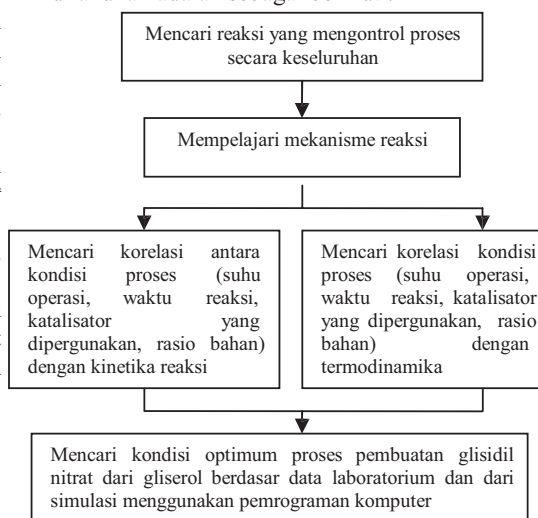 Mencari reaksi yang mengontrol proses
secara keseluruhan
Mempelajari mekanisme reaksi
Mencari korelasi antara
kondisi proses (suhu
operasi, waktu reaksi,
katalisator yang
dipergunakan, rasio bahan)
dengan kinetika reaksi
Mencari korelasi kondisi
proses (suhu operasi,
waktu reaksi, katalisator
yang dipergunakan, rasio
bahan) dengan
termodinamika
Mencari kondisi optimum proses pembuatan glisidil
nitrat dari gliserol berdasar data laboratorium dan dari
simulasi menggunakan pemrograman komputer